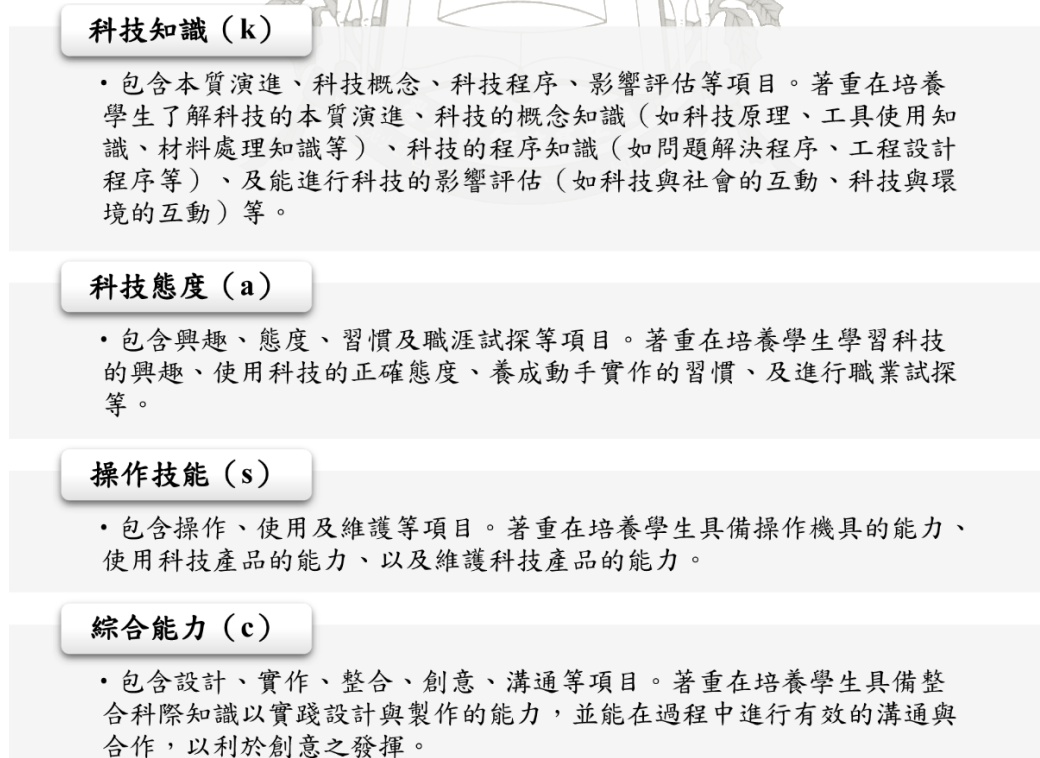 科技知識（k）
・包含本質演進、科技概念、科技程序、影響評估等項目。著重在培養
學生了解科技的本質演進、科技的概念知識（如科技原理、工具使用知
識、材料處理知識等）、科技的程序知識（如問題解決程序、工程設計
程序等）、及能進行科技的影響評估（如科技與社會的互動、科技與環
境的互動）等。
科技態度（a）
・包含興趣、態度、習慣及職涯試探等項目。著重在培養學生學習科技
的興趣、使用科技的正確態度、養成動手實作的習慣、及進行職業試探
等。
操作技能（s）
・包含操作、使用及維護等項目。著重在培養學生具備操作機具的能力、
使用科技產品的能力、以及維護科技產品的能力。
綜合能力（c）
・包含設計、實作、整合、創意、溝通等項目。著重在培養學生具備整
合科際知識以實踐設計與製作的能力，並能在過程中進行有效的溝通與
合作，以利於創意之發揮。